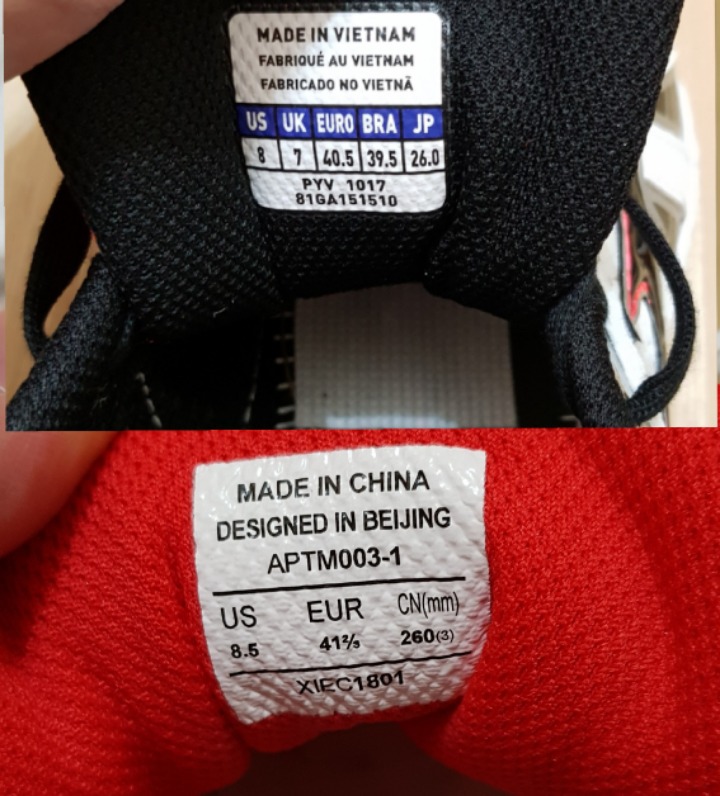 MADE IN VIETNAM
FABRIQUÉ AU VIETNAM
FABRICADO NO VIETNÃ
US UK EURO BRA JP
8 7 40.5 39.5 26.0
PYV 1017
81GA151510
MADE IN CHINA
DESIGNED IN BEIJING
APTM003-1
US EUR CN(mm)
8.5 41⅔ 260(3)
XIEC1801